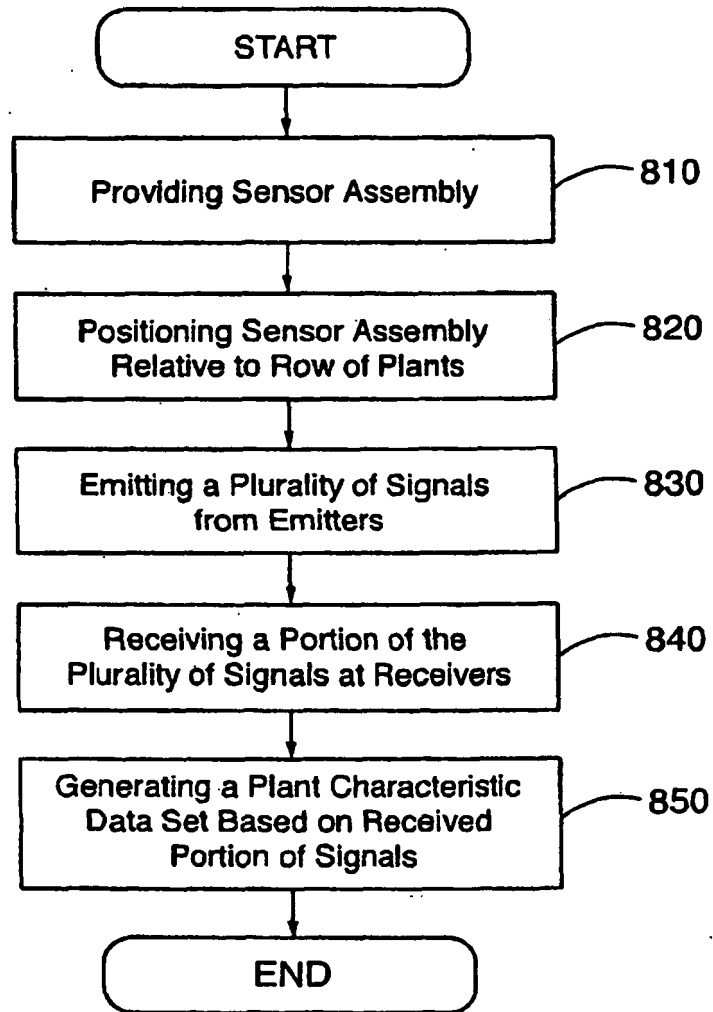 START
Providing Sensor Assembly
810
Positioning Sensor Assembly
Relative to Row of Plants
820
Emitting a Plurality of Signals
from Emitters
830
Receiving a Portion of the
Plurality of Signals at Receivers
840
Generating a Plant Characteristic
Data Set Based on Received
Portion of Signals
850
END